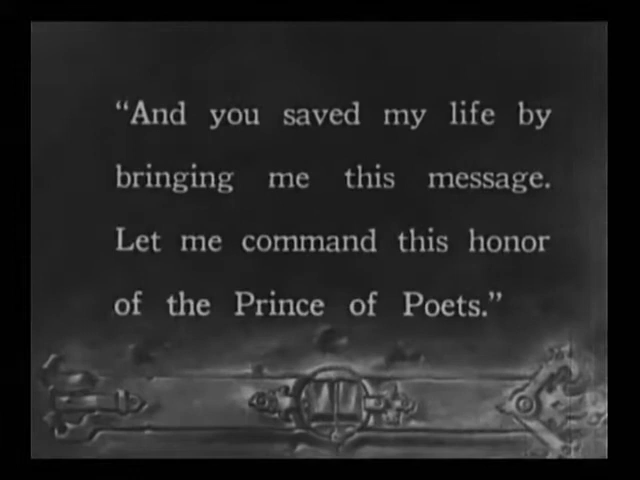 “And you saved my life by
bringing me this message.
Let me command this honor
of the Prince of Poets.”